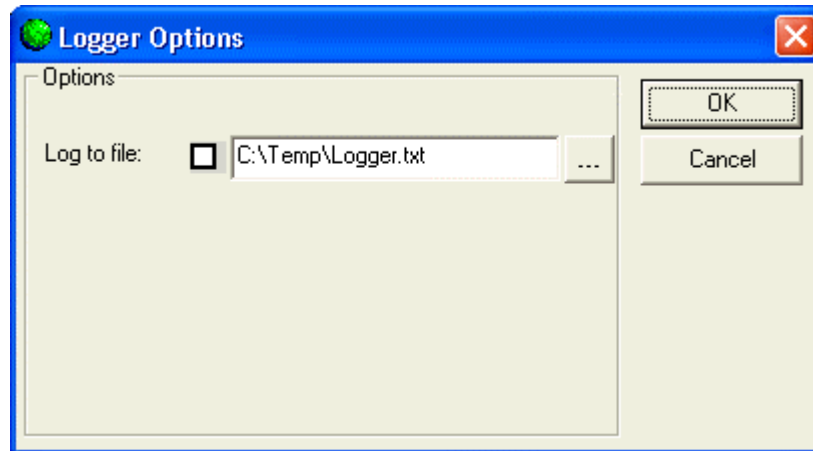 Logger Options
Options
OK
Log to file:
C:\Temp\Logger.txt
...
Cancel